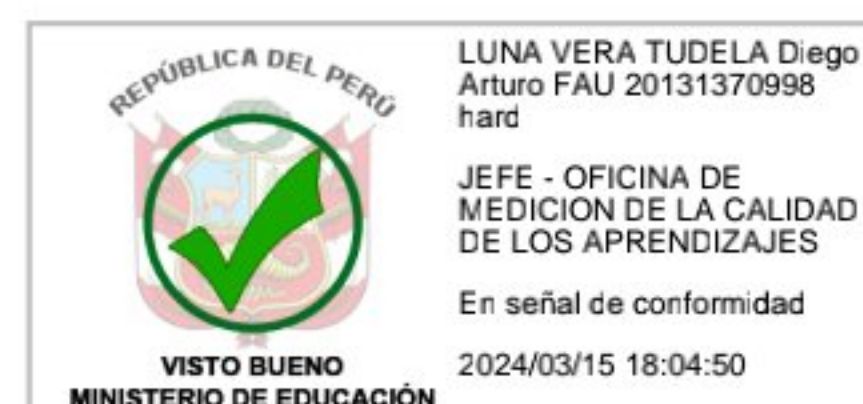 REPÚBLICA DEL PERÚ
VISTO BUENO
MINISTERIO DE EDUCACIÓN
LUNA VERA TUDELA Diego
Arturo FAU 20131370998
hard
JEFE - OFICINA DE
MEDICION DE LA CALIDAD
DE LOS APRENDIZAJES
En señal de conformidad
2024/03/15 18:04:50